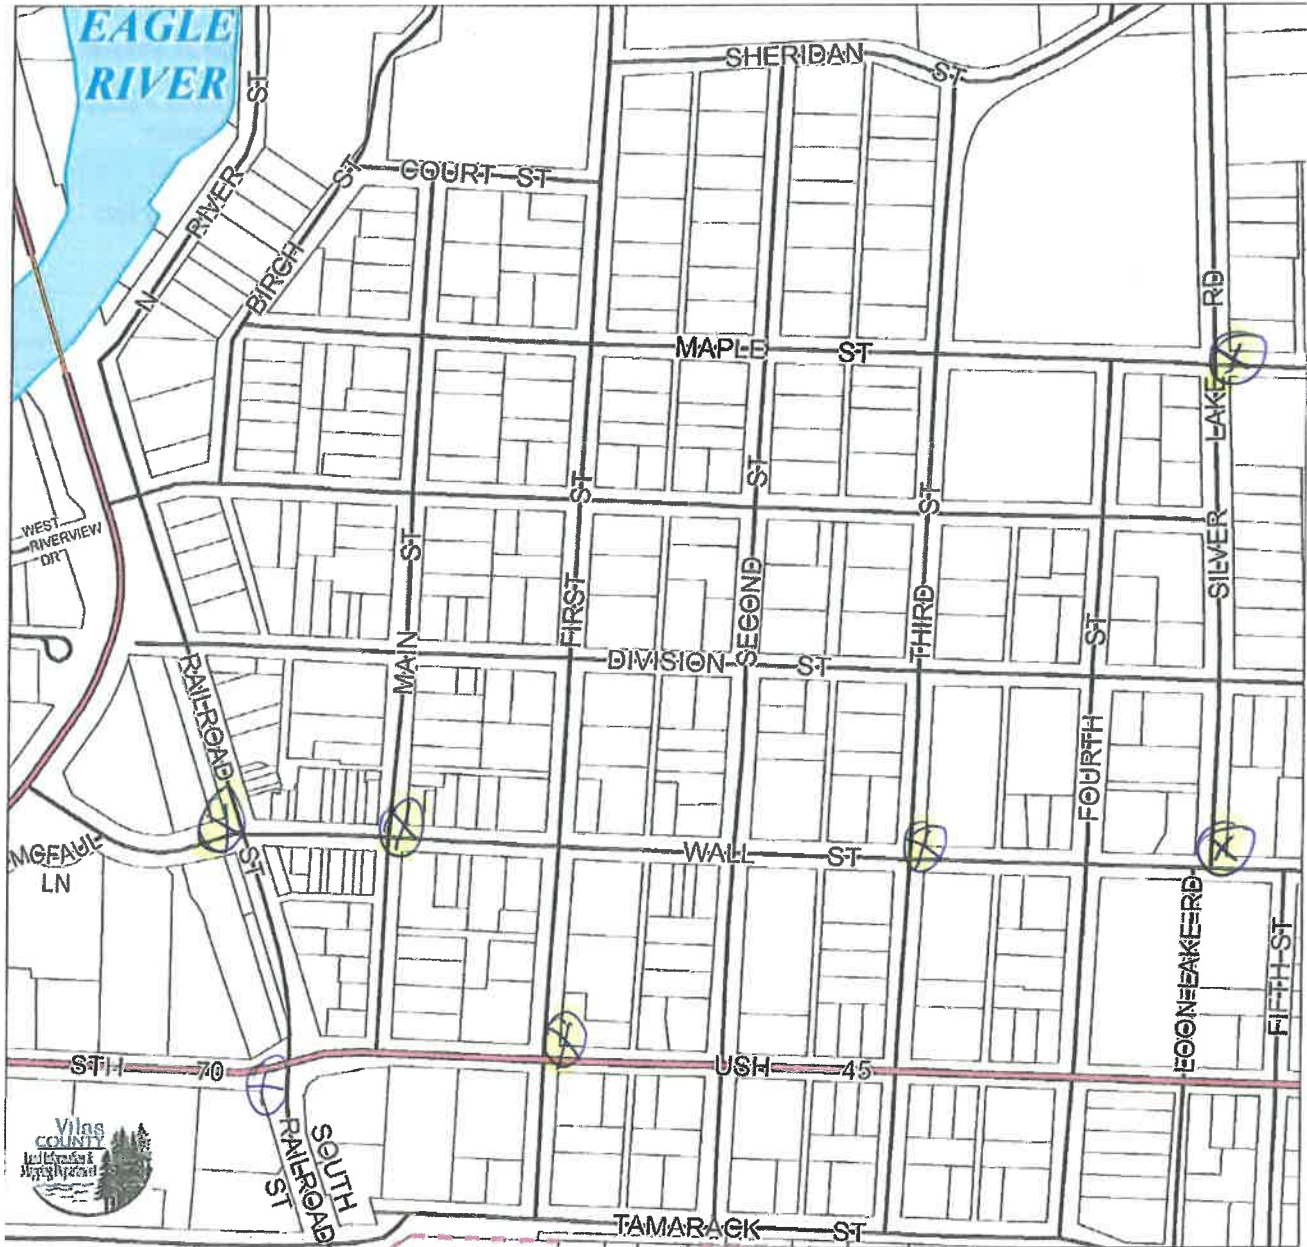 EAGLE
RIVER
SHERIDAN ST
COURT ST
N RIVER ST
BIRCH ST
MAPLE ST
SILVER LAKE RD
WEST
RIVERVIEW
DR
MAIN ST
FIRST ST
SECOND ST
THIRD ST
FOURTH ST
DIVISION ST
RAILROAD ST
MCFAUL
LN
WALL ST
LOON LAKE RD
FIFTH ST
STH 70
USH 45
Vilas
COUNTY
SOUTH
RAILROAD
ST
TAMARACK ST